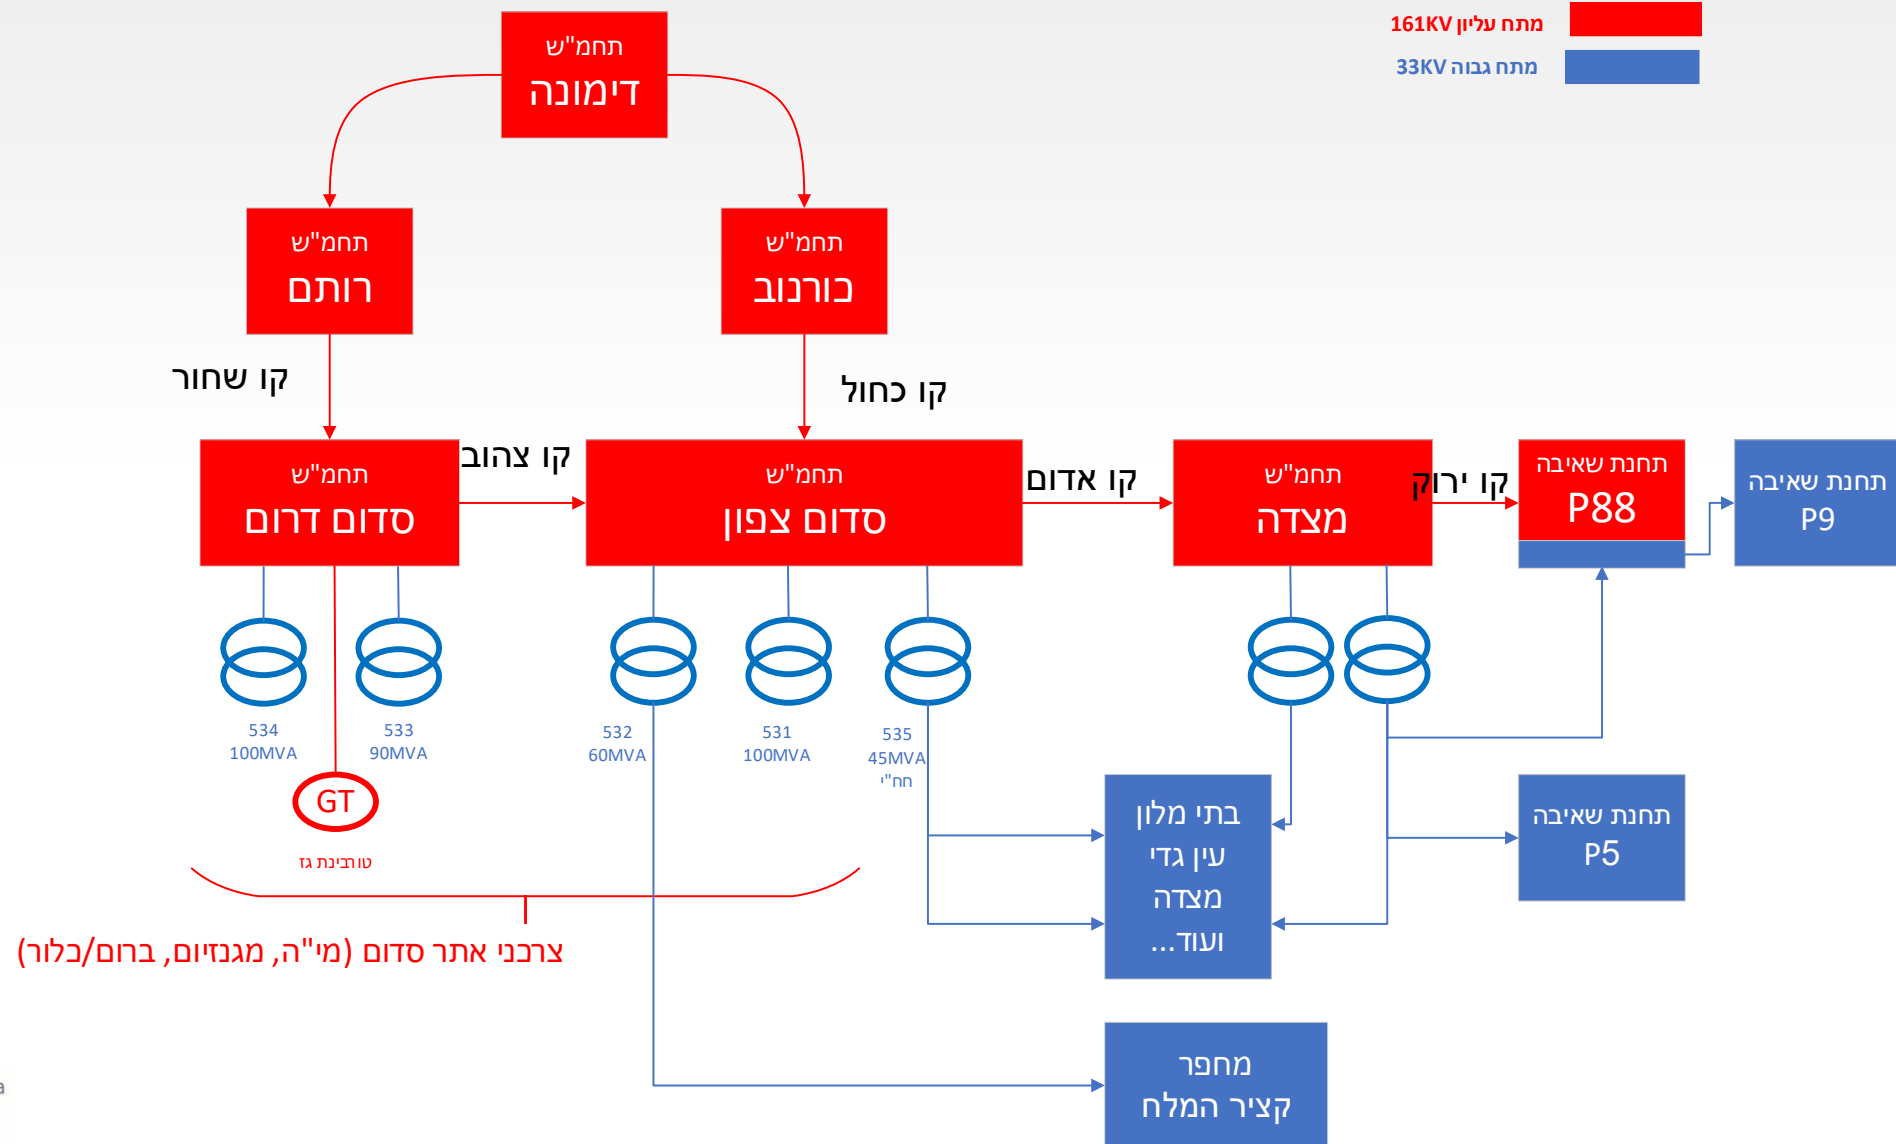 מתח עליון 161KV
מתח גבוה 33KV
תחמ"ש
דימונה
תחמ"ש
רותם
תחמ"ש
כורנוב
קו שחור
קו כחול
תחמ"ש
סדום דרום
קו צהוב
תחמ"ש
סדום צפון
קו אדום
תחמ"ש
מצדה
קו ירוק
תחנת שאיבה
P88
תחנת שאיבה
P9
534
100MVA
533
90MVA
532
60MVA
531
100MVA
535
45MVA
חח"י
GT
טורבינת גז
בתי מלון
עין גדי
מצדה
ועוד...
תחנת שאיבה
P5
צרכני אתר סדום (מי"ה, מגנזיום, ברום/כלור)
מחפר
קציר המלח
a